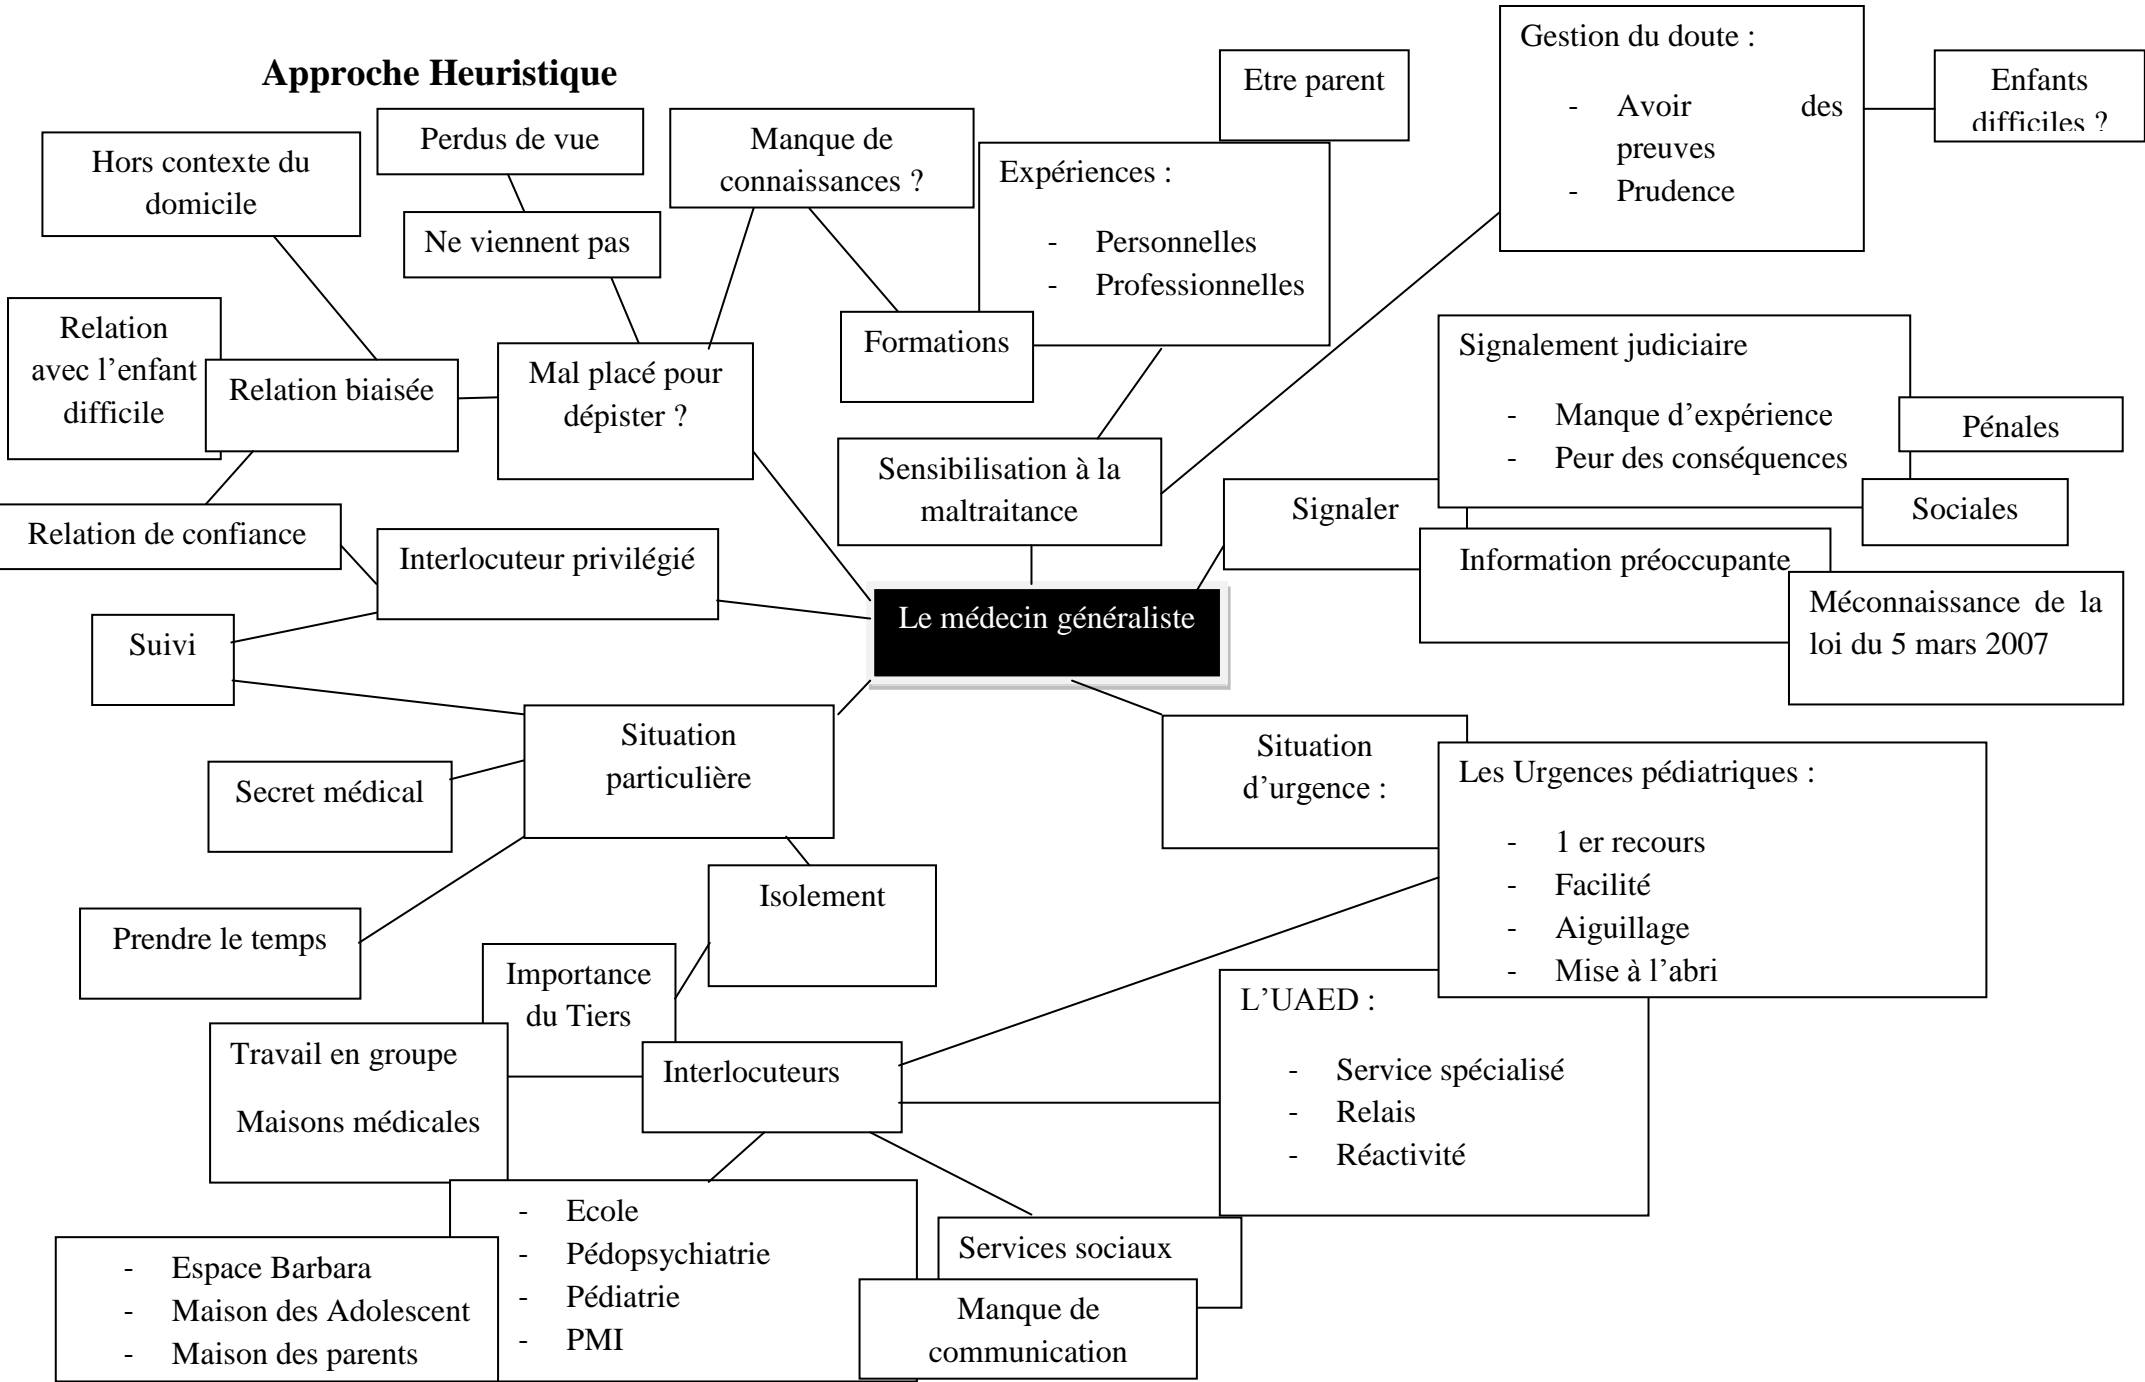 Approche Heuristique
Etre parent
Gestion du doute :
- Avoir des
preuves
- Prudence
Enfants
difficiles ?
Hors contexte du
domicile
Perdus de vue
Ne viennent pas
Manque de
connaissances ?
Expériences :
- Personnelles
- Professionnelles
Formations
Relation
avec l’enfant
difficile
Relation biaisée
Mal placé pour
dépister ?
Sensibilisation à la
maltraitance
Signalement judiciaire
- Manque d’expérience
- Peur des conséquences
Pénales
Sociales
Signaler
Information préoccupante
Méconnaissance de la
loi du 5 mars 2007
Relation de confiance
Interlocuteur privilégié
Le médecin généraliste
Suivi
Situation
particulière
Secret médical
Prendre le temps
Isolement
Situation
d’urgence :
Les Urgences pédiatriques :
- 1 er recours
- Facilité
- Aiguillage
- Mise à l’abri
Importance
du Tiers
L’UAED :
- Service spécialisé
- Relais
- Réactivité
Travail en groupe
Maisons médicales
Interlocuteurs
- Ecole
- Pédopsychiatrie
- Pédiatrie
- PMI
- Espace Barbara
- Maison des Adolescent
- Maison des parents
Services sociaux
Manque de
communication